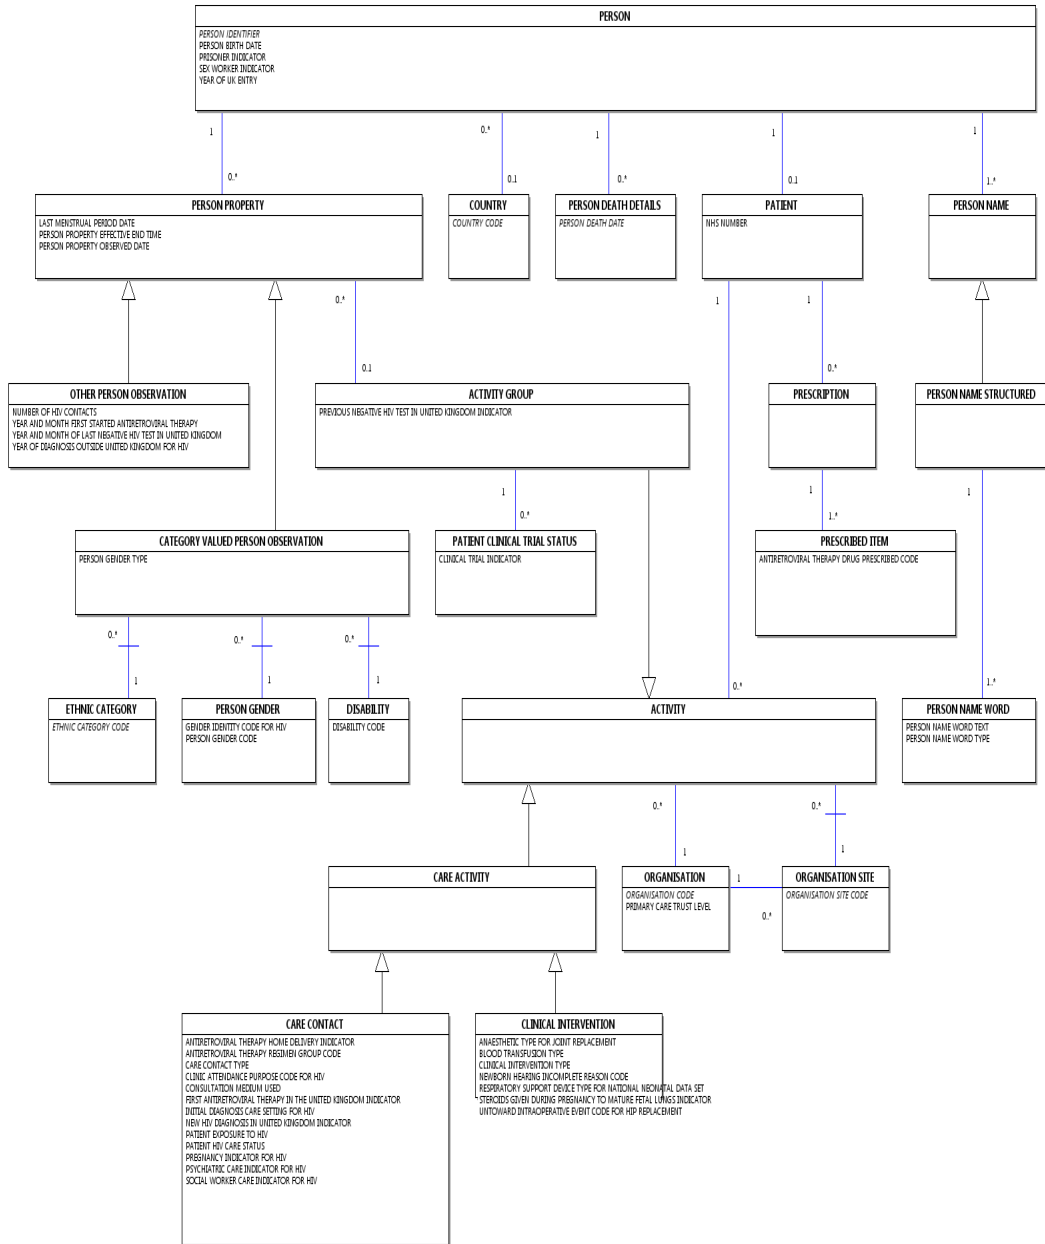 PERSON
PERSON IDENTIFIER
PERSON BIRTH DATE
PRISONER INDICATOR
SEX WORKER INDICATOR
YEAR OF UK ENTRY
1
0..*
1
1
1
0..*
0..1
0..*
0..1
1..*
PERSON PROPERTY
LAST MENSTRUAL PERIOD DATE
PERSON PROPERTY EFFECTIVE END TIME
PERSON PROPERTY OBSERVED DATE
COUNTRY
COUNTRY CODE
PERSON DEATH DETAILS
PERSON DEATH DATE
PATIENT
NHS NUMBER
PERSON NAME
0..*
1
1
0..1
0..*
OTHER PERSON OBSERVATION
NUMBER OF HIV CONTACTS
YEAR AND MONTH FIRST STARTED ANTIRETROVIRAL THERAPY
YEAR AND MONTH OF LAST NEGATIVE HIV TEST IN UNITED KINGDOM
YEAR OF DIAGNOSIS OUTSIDE UNITED KINGDOM FOR HIV
ACTIVITY GROUP
PREVIOUS NEGATIVE HIV TEST IN UNITED KINGDOM INDICATOR
PRESCRIPTION
PERSON NAME STRUCTURED
1
1
1
0..*
1..*
CATEGORY VALUED PERSON OBSERVATION
PERSON GENDER TYPE
PATIENT CLINICAL TRIAL STATUS
CLINICAL TRIAL INDICATOR
PRESCRIBED ITEM
ANTIRETROVIRAL THERAPY DRUG PRESCRIBED CODE
0..*
0..*
0..*
1
1
1
0..*
1..*
ETHNIC CATEGORY
ETHNIC CATEGORY CODE
PERSON GENDER
GENDER IDENTITY CODE FOR HIV
PERSON GENDER CODE
DISABILITY
DISABILITY CODE
ACTIVITY
PERSON NAME WORD
PERSON NAME WORD TEXT
PERSON NAME WORD TYPE
0..*
0..*
1
1
CARE ACTIVITY
ORGANISATION
ORGANISATION CODE
PRIMARY CARE TRUST LEVEL
1
0..*
ORGANISATION SITE
ORGANISATION SITE CODE
CARE CONTACT
ANTIRETROVIRAL THERAPY HOME DELIVERY INDICATOR
ANTIRETROVIRAL THERAPY REGIMEN GROUP CODE
CARE CONTACT TYPE
CLINIC ATTENDANCE PURPOSE CODE FOR HIV
CONSULTATION MEDIUM USED
FIRST ANTIRETROVIRAL THERAPY IN THE UNITED KINGDOM INDICATOR
INITIAL DIAGNOSIS CARE SETTING FOR HIV
NEW HIV DIAGNOSIS IN UNITED KINGDOM INDICATOR
PATIENT EXPOSURE TO HIV
PATIENT HIV CARE STATUS
PREGNANCY INDICATOR FOR HIV
PSYCHIATRIC CARE INDICATOR FOR HIV
SOCIAL WORKER CARE INDICATOR FOR HIV
CLINICAL INTERVENTION
ANAESTHETIC TYPE FOR JOINT REPLACEMENT
BLOOD TRANSFUSION TYPE
CLINICAL INTERVENTION TYPE
NEWBORN HEARING INCOMPLETE REASON CODE
RESPIRATORY SUPPORT DEVICE TYPE FOR NATIONAL NEONATAL DATA SET
STEROIDS GIVEN DURING PREGNANCY TO MATURE FETAL LUNGS INDICATOR
UNTOWARD INTRAOPERATIVE EVENT CODE FOR HIP REPLACEMENT